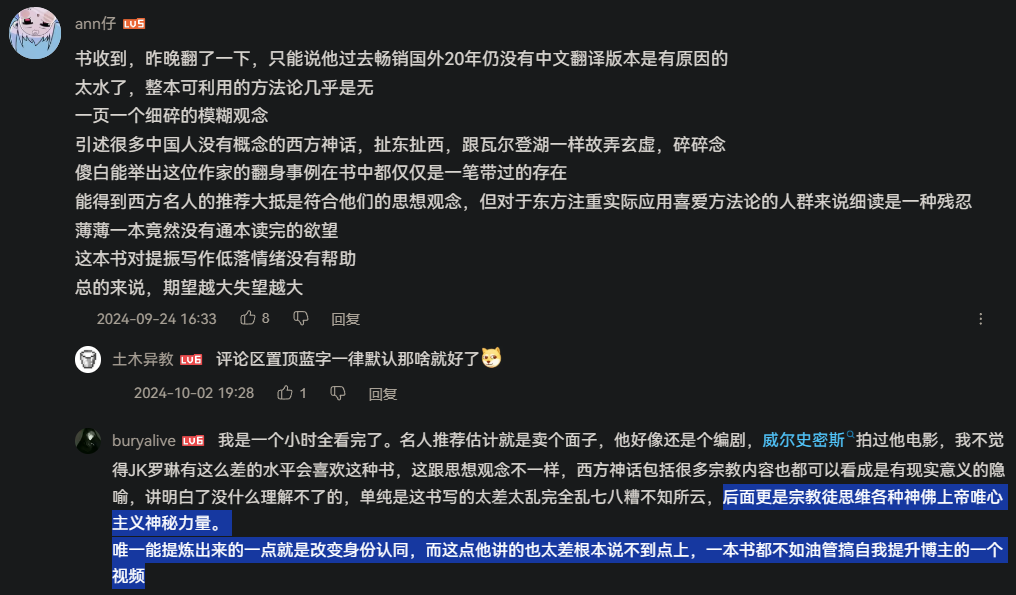 ann仔 LV5
书收到，昨晚翻了一下，只能说他过去畅销国外20年仍没有中文翻译版本是有原因的
太水了，整本可利用的方法论几乎是无
一页一个细碎的模糊观念
引述很多中国人没有概念的西方神话，扯东扯西，跟瓦尔登湖一样故弄玄虚，碎碎念
傻白能举出这位作家的翻身事例在书中都仅仅是一笔带过的存在
能得到西方名人的推荐大抵是符合他们的思想观念，但对于东方注重实际应用喜爱方法论的人群来说细读是一种残忍
薄薄一本竟然没有通本读完的欲望
这本书对提振写作低落情绪没有帮助
总的来说，期望越大失望越大
2024-09-24 16:33 8 回复
土木异教 LV6 评论区置顶蓝字一律默认那啥就好了
2024-10-02 19:28 1 回复
buryalive LV6 我是一个小时全看完了。名人推荐估计就是卖个面子，他好像还是个编剧，威尔史密斯拍过他电影，我不觉
得JK罗琳有这么差的水平会喜欢这种书，这跟思想观念不一样，西方神话包括很多宗教内容也都可以看成是有现实意义的隐
喻，讲明白了没什么理解不了的，单纯是这书写的太差太乱完全乱七八糟不知所云，后面更是宗教徒思维各种神佛上帝唯心
主义神秘力量。
唯一能提炼出来的一点就是改变身份认同，而这点他讲的也太差根本说不到点上，一本书都不如油管搞自我提升博主的一个
视频